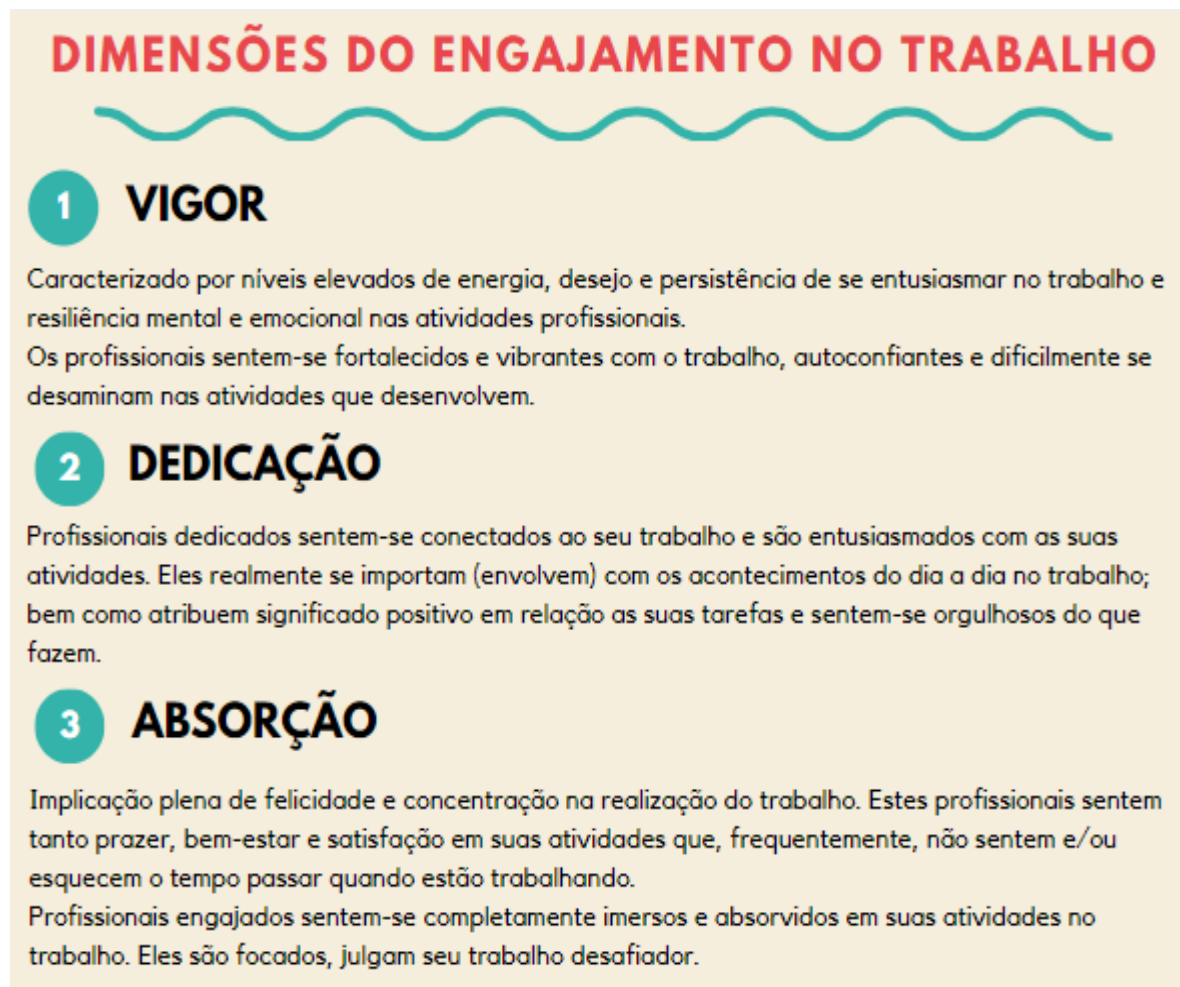 DIMENSÕES DO ENGAJAMENTO NO TRABALHO
1 VIGOR
Caracterizado por níveis elevados de energia, desejo e persistência de se entusiasmar no trabalho e
resiliência mental e emocional nas atividades profissionais.
Os profissionais sentem-se fortalecidos e vibrantes com o trabalho, autoconfiantes e dificilmente se
desaminam nas atividades que desenvolvem.
2 DEDICAÇÃO
Profissionais dedicados sentem-se conectados ao seu trabalho e são entusiasmados com as suas
atividades. Eles realmente se importam (envolvem) com os acontecimentos do dia a dia no trabalho;
bem como atribuem significado positivo em relação as suas tarefas e sentem-se orgulhosos do que
fazem.
3 ABSORÇÃO
Implicação plena de felicidade e concentração na realização do trabalho. Estes profissionais sentem
tanto prazer, bem-estar e satisfação em suas atividades que, frequentemente, não sentem e/ou
esquecem o tempo passar quando estão trabalhando.
Profissionais engajados sentem-se completamente imersos e absorvidos em suas atividades no
trabalho. Eles são focados, julgam seu trabalho desafiador.